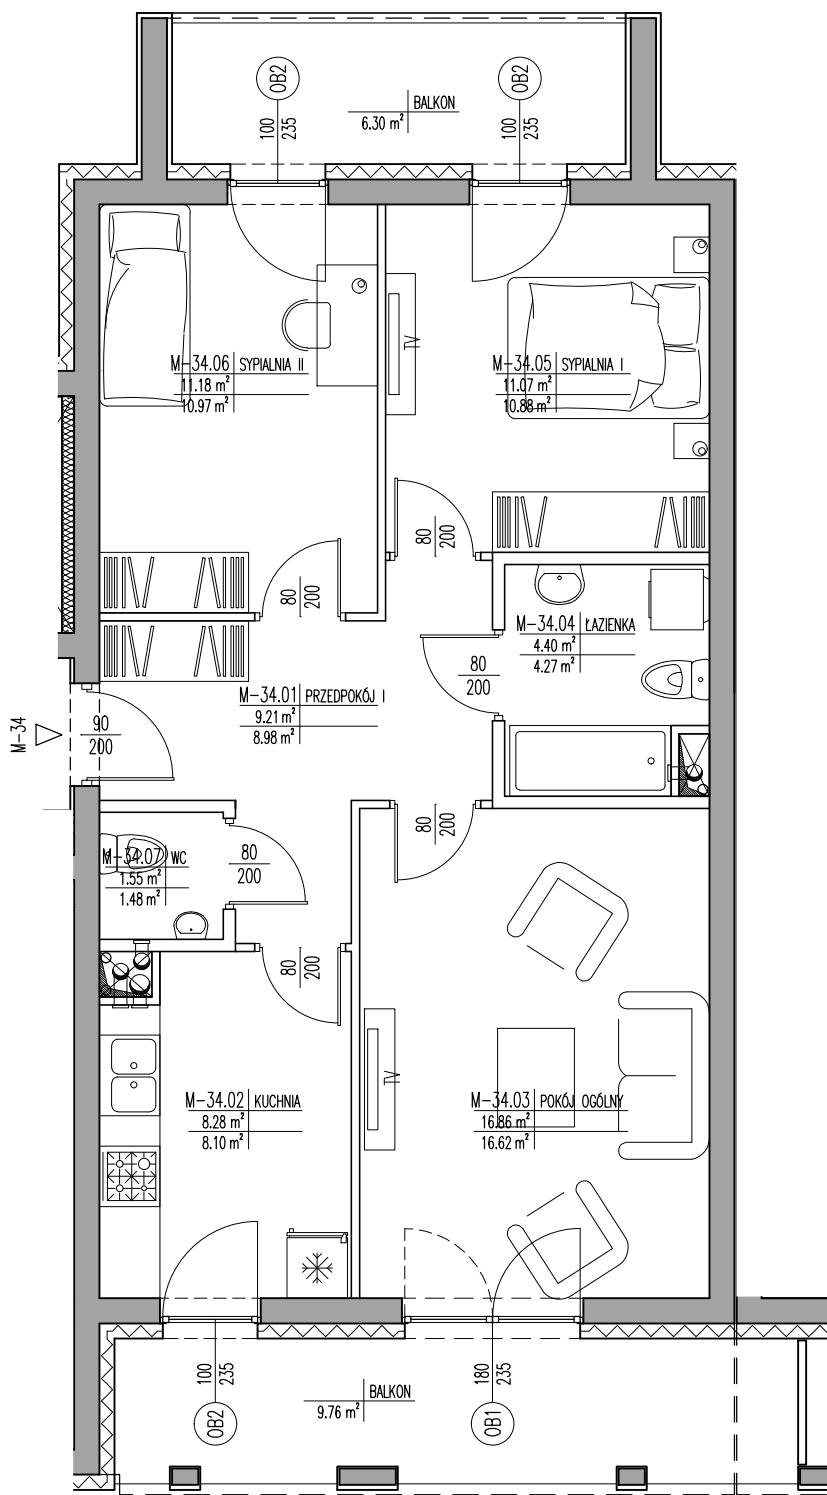 OB2
OB2
100
235
BALKON
6.30 m²
100
235
M-34.06 SYPIALNIA II
11.18 m²
10.97 m²
TV
M-34.05 SYPIALNIA I
11.07 m²
10.88 m²
80
200
80
200
M-34.04 ŁAZIENKA
4.40 m²
4.27 m²
80
200
M-34.01 PRZEDPOKÓJ I
9.21 m²
8.98 m²
M-34
90
200
80
200
M-34.07 WC
1.55 m²
1.48 m²
80
200
80
200
TV
M-34.02 KUCHNIA
8.28 m²
8.10 m²
M-34.03 POKÓJ OGÓLNY
16.86 m²
16.62 m²
100
235
180
235
BALKON
9.76 m²
OB2
OB1